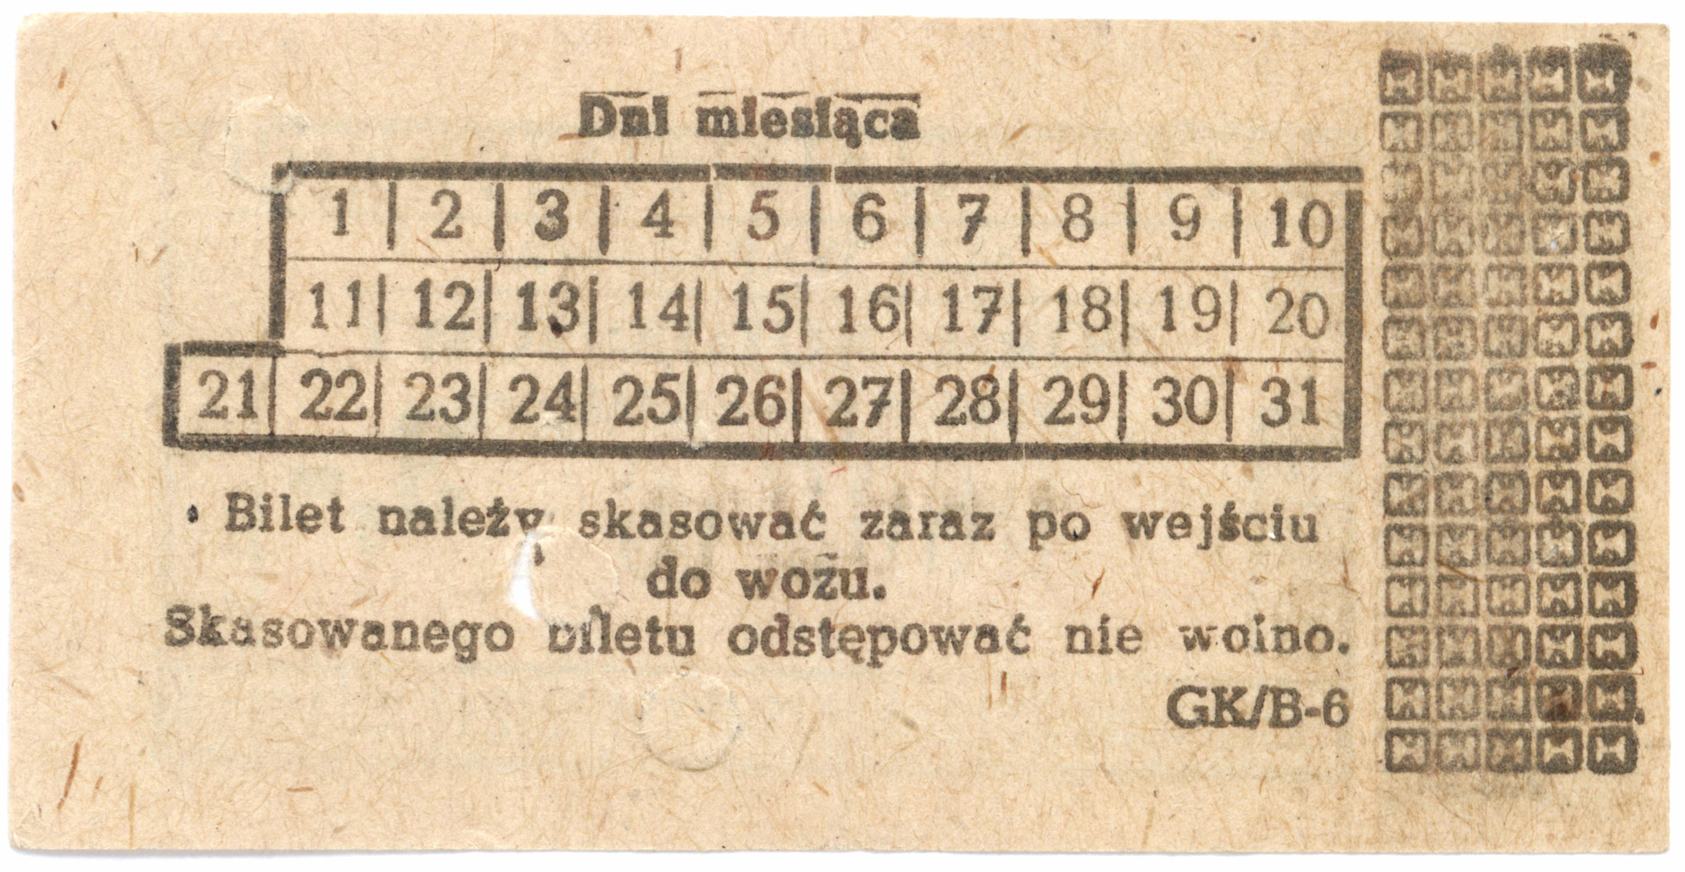 Dni miesiąca
1 | 2 | 3 | 4 | 5 | 6 | 7 | 8 | 9 | 10
11 | 12 | 13 | 14 | 15 | 16 | 17 | 18 | 19 | 20
21 | 22 | 23 | 24 | 25 | 26 | 27 | 28 | 29 | 30 | 31
Bilet należy skasować zaraz po wejściu
do wozu.
Skasowanego biletu odstępować nie wolno.
GK/B-6